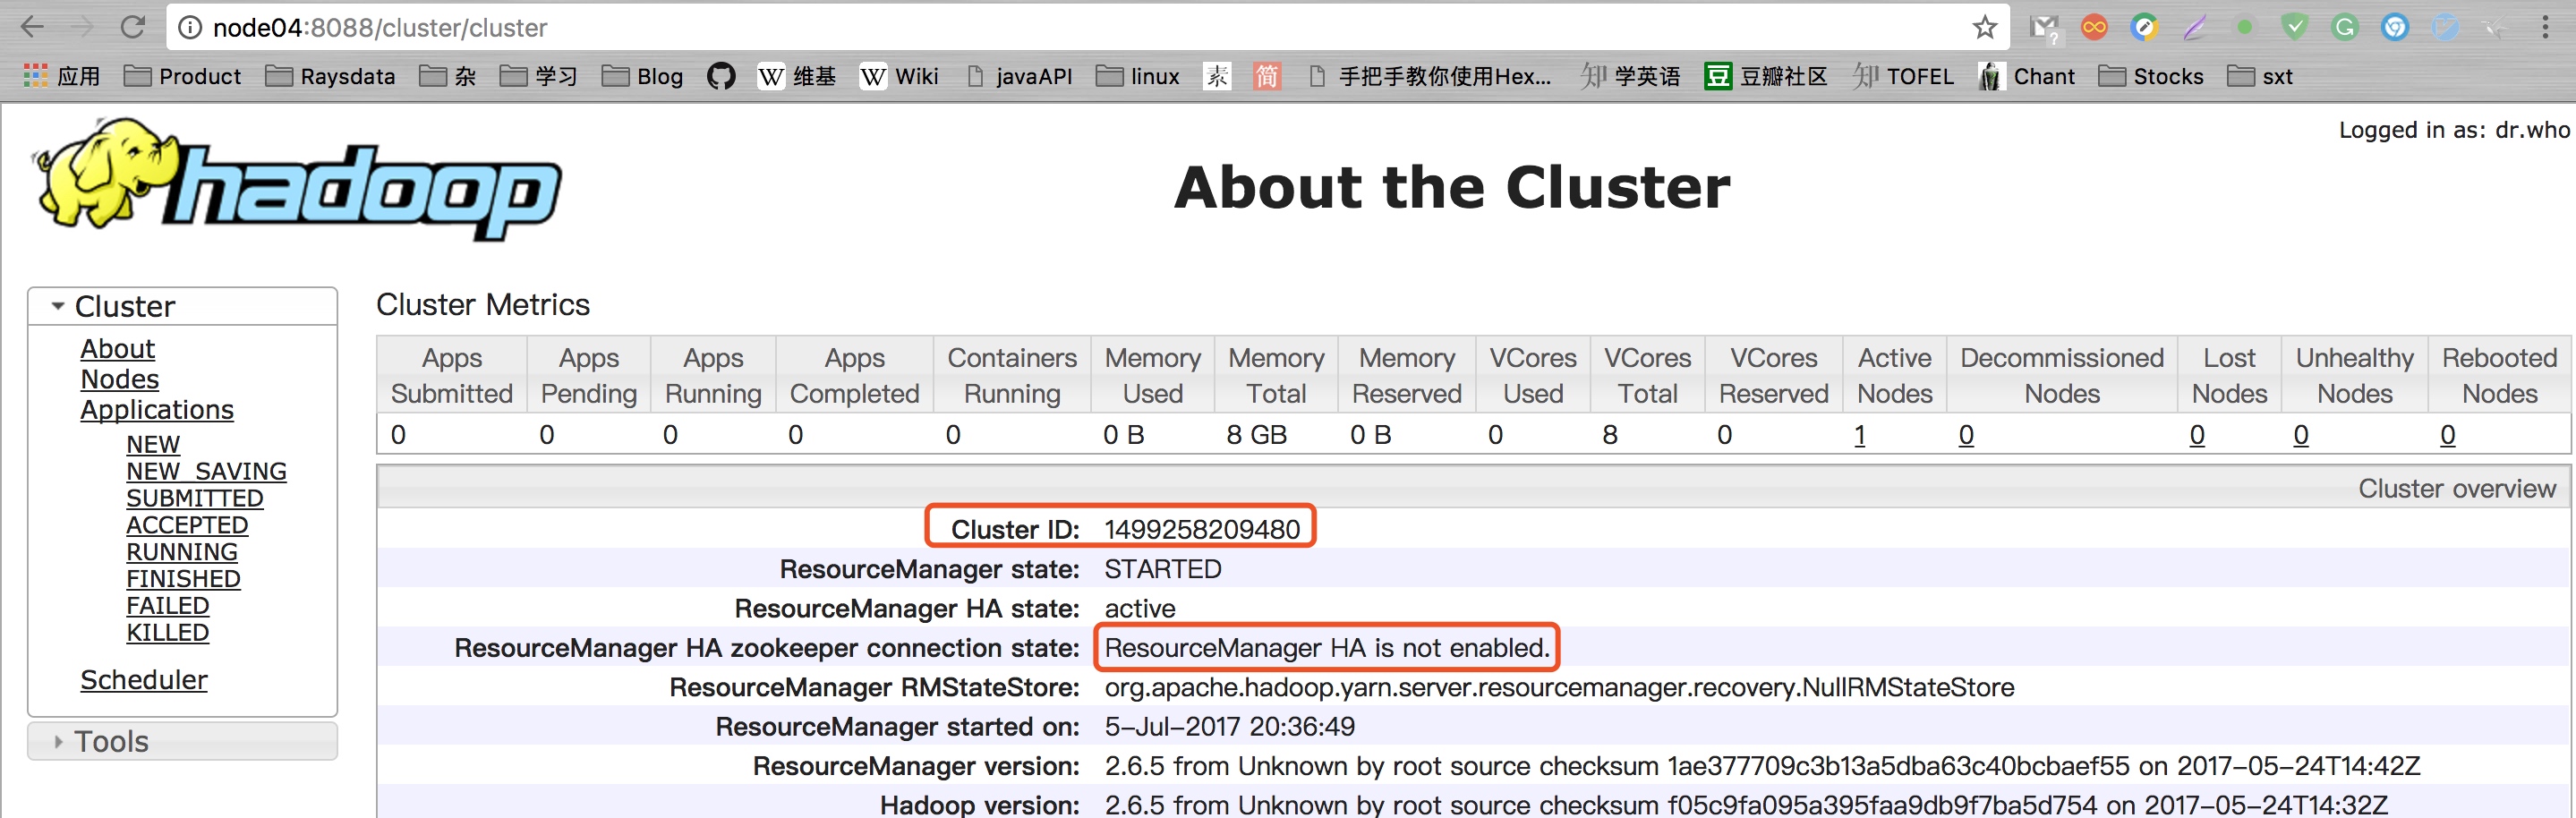 node04:8088/cluster/cluster
应用 Product Raysdata 杂 学习 Blog W 维基 W Wiki javaAPI linux 素 简 手把手教你使用Hex... 知 学英语 豆 豆瓣社区 知 TOFEL Chant Stocks sxt
Logged in as: dr.who
hadoop
About the Cluster
Cluster
About
Nodes
Applications
NEW
NEW_SAVING
SUBMITTED
ACCEPTED
RUNNING
FINISHED
FAILED
KILLED
Scheduler
Tools
Cluster Metrics
Apps Submitted Apps Pending Apps Running Apps Completed Containers Running Memory Used Memory Total Memory Reserved VCores Used VCores Total VCores Reserved Active Nodes Decommissioned Nodes Lost Nodes Unhealthy Nodes Rebooted Nodes
0 0 0 0 0 0 B 8 GB 0 B 0 8 0 1 0 0 0 0
Cluster overview
Cluster ID: 1499258209480
ResourceManager state: STARTED
ResourceManager HA state: active
ResourceManager HA zookeeper connection state: ResourceManager HA is not enabled.
ResourceManager RMStateStore: org.apache.hadoop.yarn.server.resourcemanager.recovery.NullRMStateStore
ResourceManager started on: 5-Jul-2017 20:36:49
ResourceManager version: 2.6.5 from Unknown by root source checksum 1ae377709c3b13a5dba63c40bcbaef55 on 2017-05-24T14:42Z
Hadoop version: 2.6.5 from Unknown by root source checksum f05c9fa095a395faa9db9f7ba5d754 on 2017-05-24T14:32Z